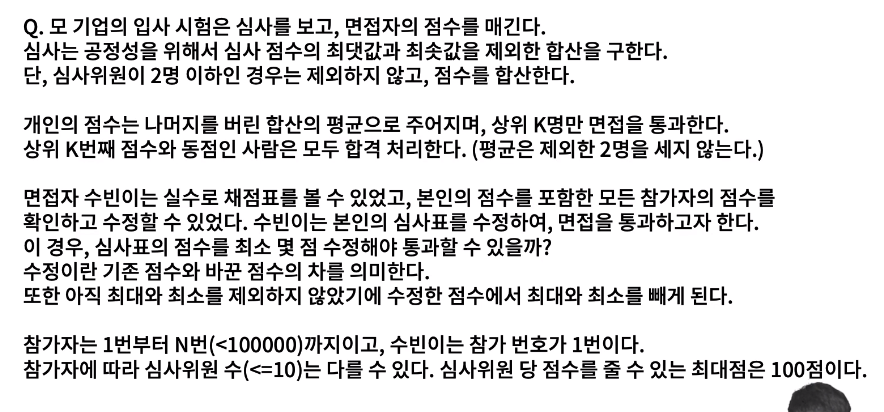 Q. 모 기업의 입사 시험은 심사를 보고, 면접자의 점수를 매긴다.
심사는 공정성을 위해서 심사 점수의 최댓값과 최솟값을 제외한 합산을 구한다.
단, 심사위원이 2명 이하인 경우는 제외하지 않고, 점수를 합산한다.
개인의 점수는 나머지를 버린 합산의 평균으로 주어지며, 상위 K명만 면접을 통과한다.
상위 K번째 점수와 동점인 사람은 모두 합격 처리한다. (평균은 제외한 2명을 세지 않는다.)
면접자 수빈이는 실수로 채점표를 볼 수 있었고, 본인의 점수를 포함한 모든 참가자의 점수를
확인하고 수정할 수 있었다. 수빈이는 본인의 심사표를 수정하여, 면접을 통과하고자 한다.
이 경우, 심사표의 점수를 최소 몇 점 수정해야 통과할 수 있을까?
수정이란 기존 점수와 바꾼 점수의 차를 의미한다.
또한 아직 최대와 최소를 제외하지 않았기에 수정한 점수에서 최대와 최소를 빼게 된다.
참가자는 1번부터 N번(<100000)까지이고, 수빈이는 참가 번호가 1번이다.
참가자에 따라 심사위원 수(<=10)는 다를 수 있다. 심사위원 당 점수를 줄 수 있는 최대점은 100점이다.